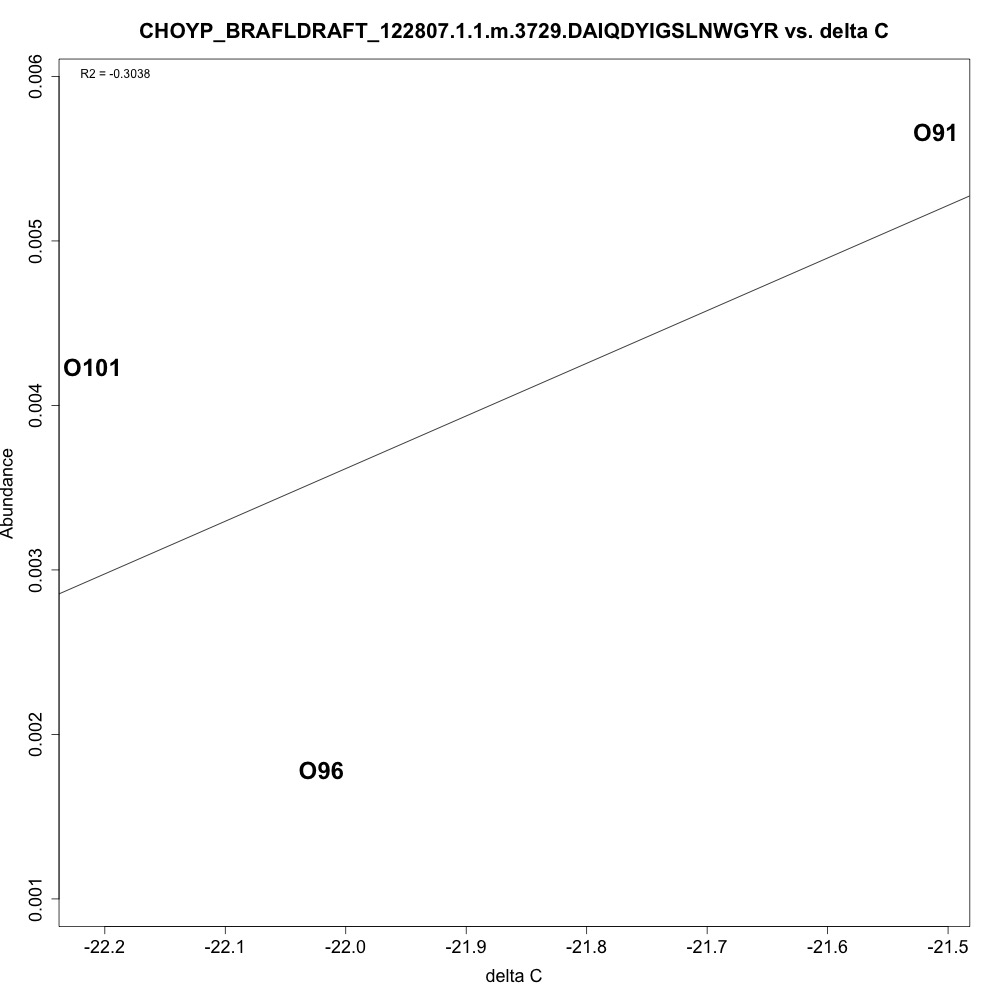 CHOYP_BRAFLDRAFT_122807.1.1.m.3729.DAIQDYIGSLNWGYR vs. delta C
R2 = -0.3038
0.006
0.005
0.004
0.003
0.002
0.001
Abundance
O91
O101
O96
-22.2 -22.1 -22.0 -21.9 -21.8 -21.7 -21.6 -21.5
delta C